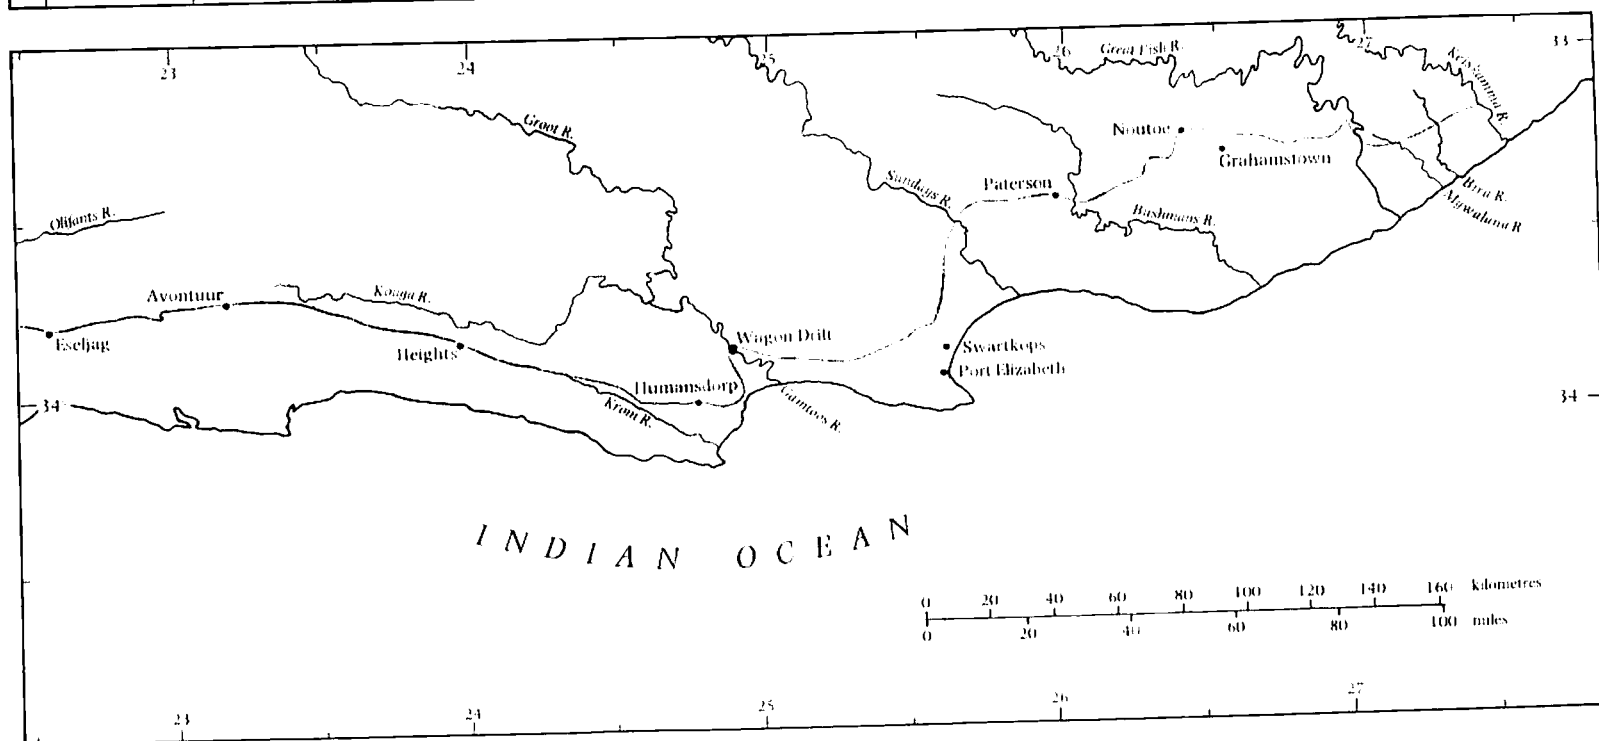 23
24
25
26
27
33
Great Fish R.
Keiskamma R.
Groot R.
Noutoe
Grahamstown
Sundays R.
Paterson
Bira R.
Mgwalana R
Bushmans R.
Olifants R.
Avontuur
Kouga R.
Wagon Drift
Eseljag
Heights
Swartkops
Port Elizabeth
Humansdorp
Gamtoos R.
Krom R.
34
34
INDIAN OCEAN
0 20 40 60 80 100 120 140 160 kilometres
0 20 40 60 80 100 miles
23
24
25
26
27